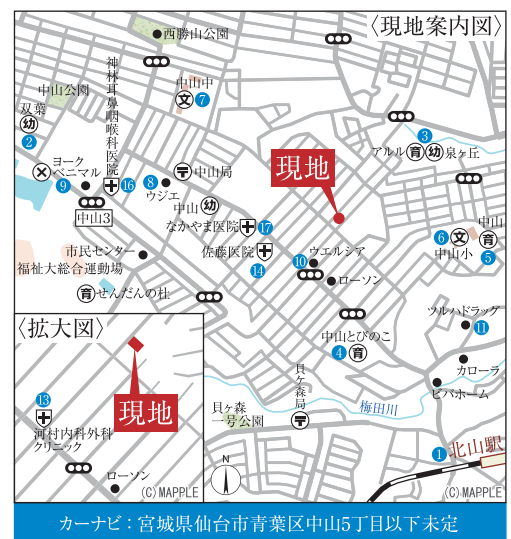 〈現地案内図〉
西勝山公園
神林耳鼻咽喉科医院
中山中
文 7
中山公園
双葉
幼
2
3
アルル 育 幼 泉ヶ丘
ヨーク
ベニマル
9
16
8
ウジエ
中山局
中山 幼
現地
中山3
なかやま医院
17
佐藤医院
14
ウエルシア
10
ローソン
6 文
中山小
中山
育
5
市民センター
福祉大総合運動場
育 せんだんの杜
ツルハドラッグ
11
中山とびのこ
4 育
カローラ
ビバホーム
貝ヶ森局
梅田川
貝ヶ森
一号公園
N
1
北山駅
(C)MAPPLE
〈拡大図〉
現地
13
河村内科外科
クリニック
ローソン
(C)MAPPLE
カーナビ：宮城県仙台市青葉区中山5丁目以下未定